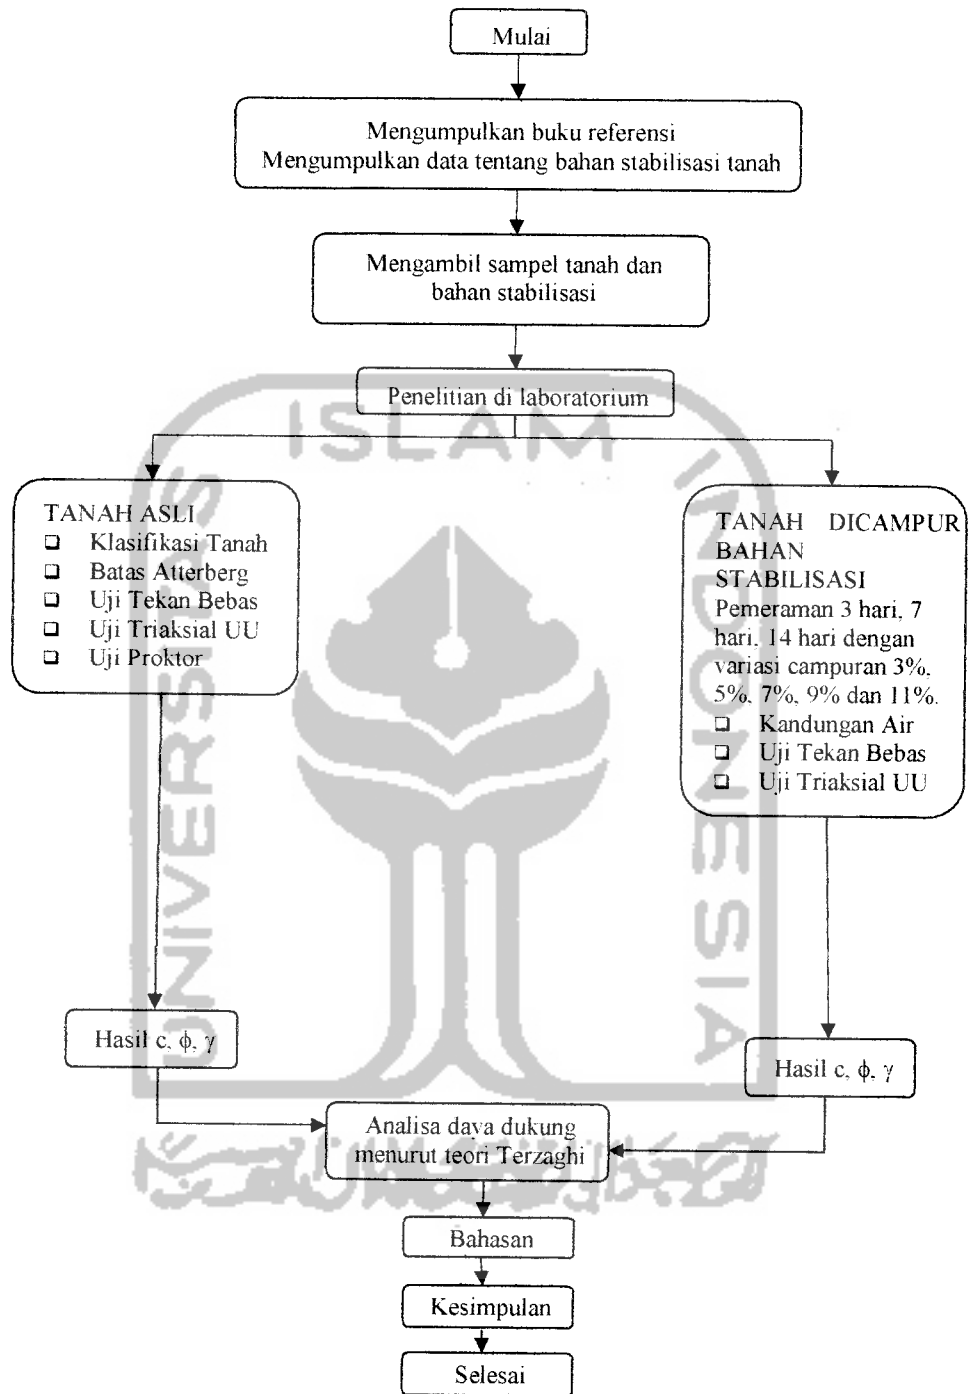 Mulai
Mengumpulkan buku referensi
Mengumpulkan data tentang bahan stabilisasi tanah
Mengambil sampel tanah dan
bahan stabilisasi
Penelitian di laboratorium
ISLAM
UNIVERSITAS
INDONESIA
TANAH ASLI
Klasifikasi Tanah
Batas Atterberg
Uji Tekan Bebas
Uji Triaksial UU
Uji Proktor
TANAH DICAMPUR
BAHAN
STABILISASI
Pemeraman 3 hari, 7
hari, 14 hari dengan
variasi campuran 3%,
5%, 7%, 9% dan 11%.
Kandungan Air
Uji Tekan Bebas
Uji Triaksial UU
Hasil c, ϕ, γ
Hasil c, ϕ, γ
Analisa daya dukung
menurut teori Terzaghi
Bahasan
Kesimpulan
Selesai